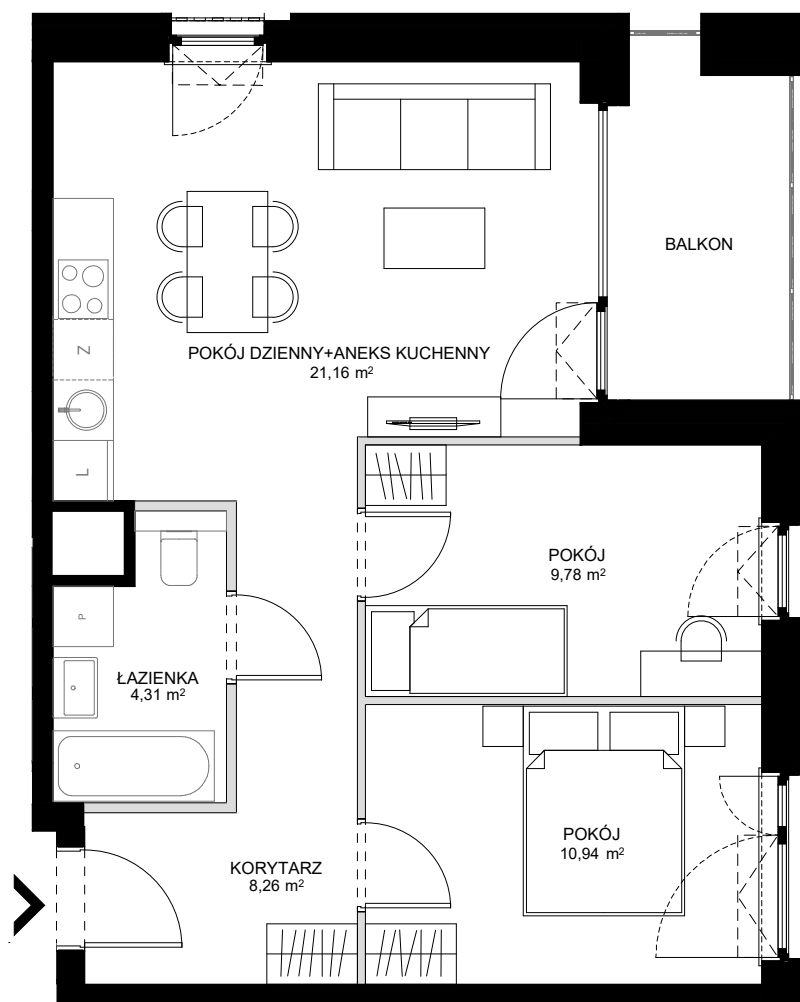 BALKON
Z
POKÓJ DZIENNY+ANEKS KUCHENNY
21,16 m²
L
POKÓJ
9,78 m²
P
ŁAZIENKA
4,31 m²
POKÓJ
10,94 m²
KORYTARZ
8,26 m²